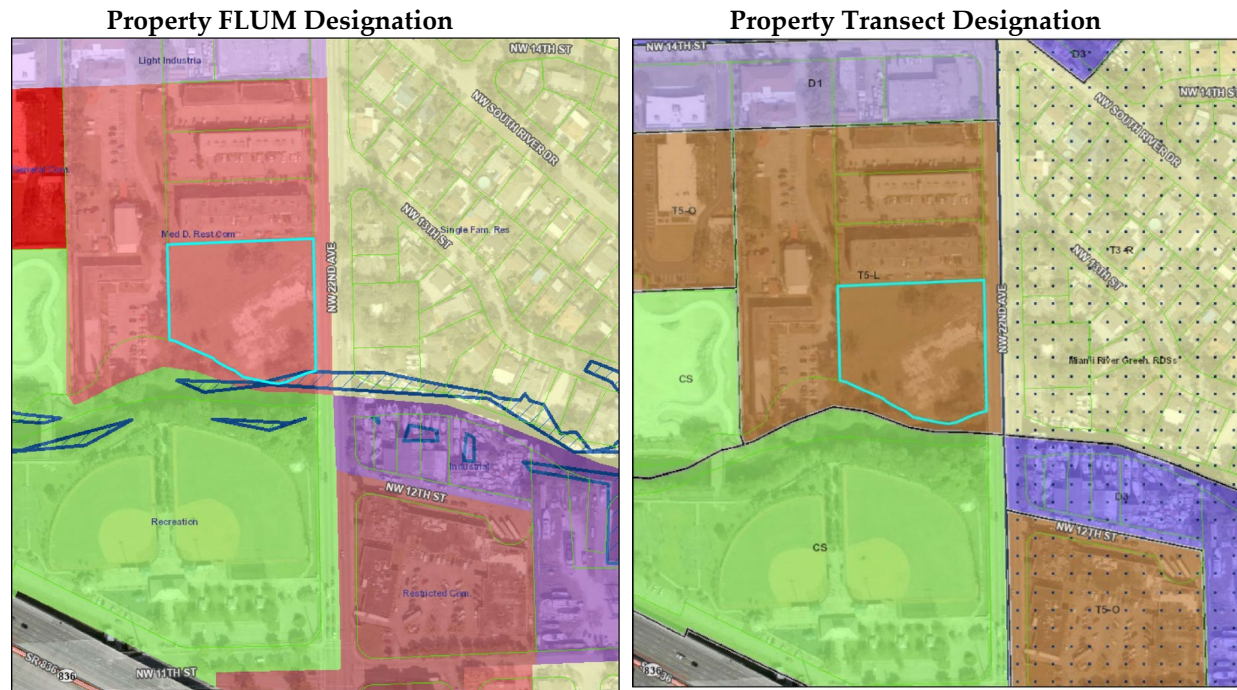 Property FLUM Designation
Property Transect Designation
NW 14TH ST
Light Industria
NW SOUTH RIVER DR
Med D. Rest Com
Single Fam. Res
NW 13TH ST
NW 22ND AVE
Industrial
NW 12TH ST
Recreation
Restricted Com.
SR 836
836
NW 11TH ST
NW 14TH ST
D3
D1
NW 14TH ST
NW SOUTH RIVER DR
T5-O
T3-R
NW 13TH ST
T5-L
NW 22ND AVE
Miami River Green. RDSs
CS
D3
NW 12TH ST
CS
T5-O
836